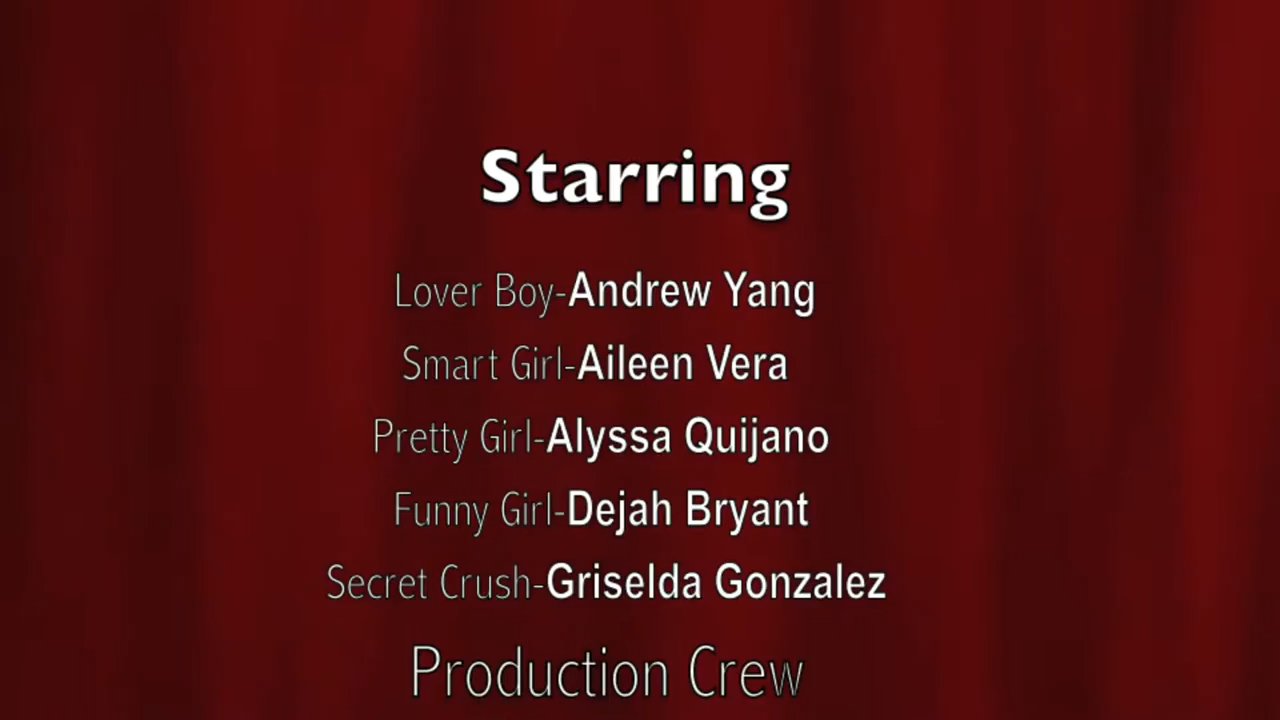 Starring
Lover Boy-Andrew Yang
Smart Girl-Aileen Vera
Pretty Girl-Alyssa Quijano
Funny Girl-Dejah Bryant
Secret Crush-Griselda Gonzalez
Production Crew